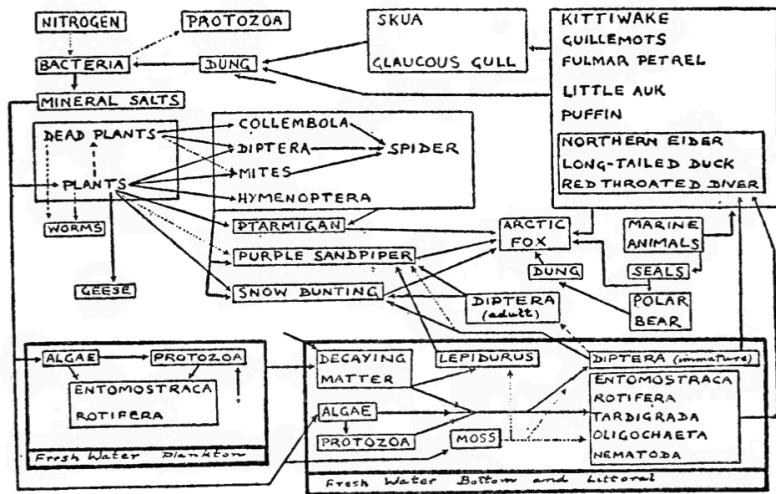 NITROGEN
PROTOZOA
BACTERIA
DUNG
MINERAL SALTS
SKUA
GLAUCOUS GULL
KITTIWAKE
GUILLEMOTS
FULMAR PETREL
LITTLE AUK
PUFFIN
NORTHERN EIDER
LONG-TAILED DUCK
RED THROATED DIVER
DEAD PLANTS
PLANTS
WORMS
GEESE
COLLEMBOLA
DIPTERA
MITES
HYMENOPTERA
SPIDER
PTARMIGAN
PURPLE SANDPIPER
SNOW BUNTING
ARCTIC
FOX
MARINE
ANIMALS
DUNG
SEALS
POLAR
BEAR
DIPTERA
(adult)
ALGAE
PROTOZOA
ENTOMOSTRACA
ROTIFERA
Fresh Water Plankton
DECAYING
MATTER
LEPIDURUS
DIPTERA (immature)
ALGAE
PROTOZOA
MOSS
ENTOMOSTRACA
ROTIFERA
TARDIGRADA
OLIGOCHAETA
NEMATODA
Fresh Water Bottom and Littoral